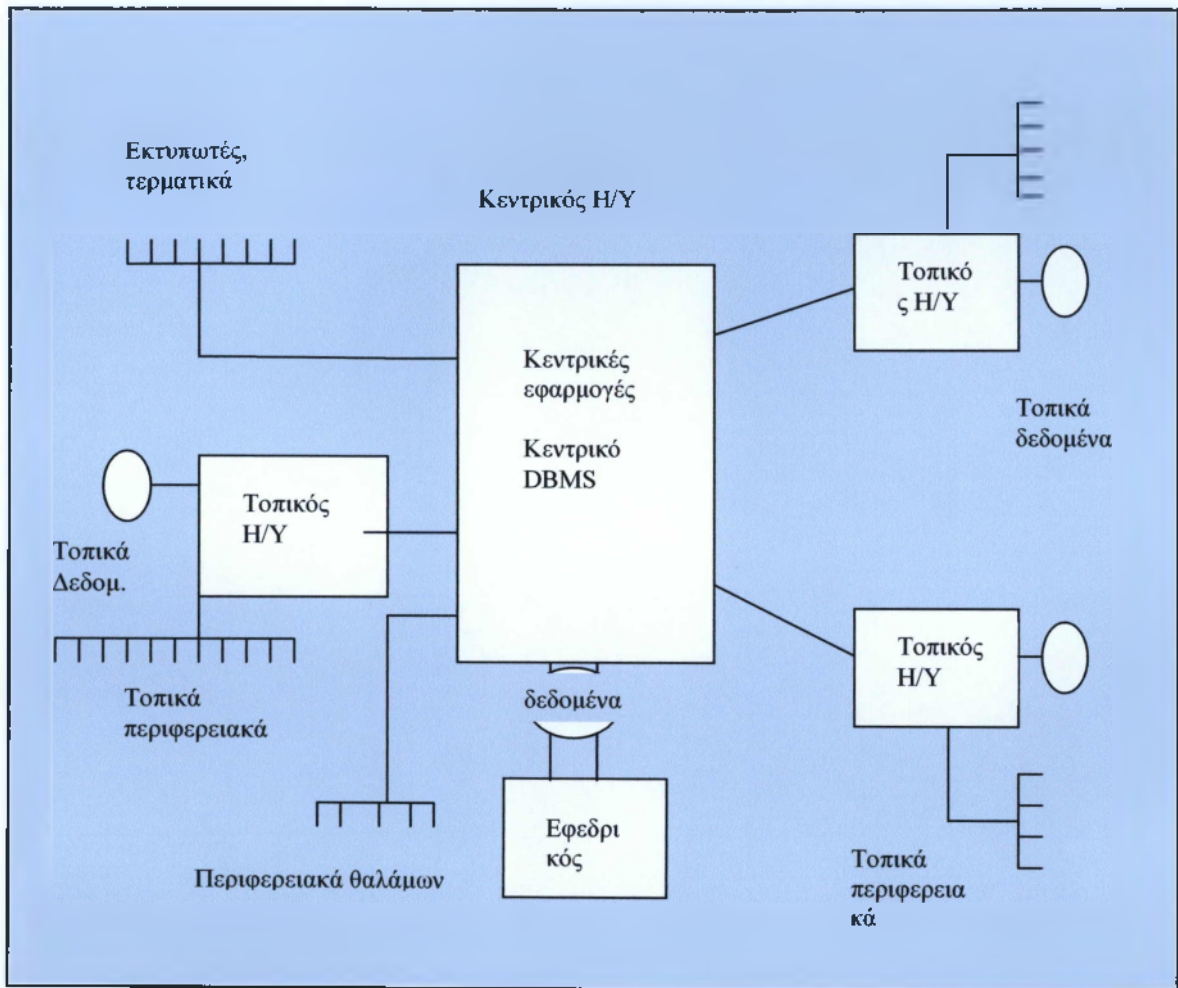 Εκτυπωτές,
τερματικά
Κεντρικός Η/Υ
Τοπικό
ς Η/Υ
Κεντρικές
εφαρμογές
Τοπικά
δεδομένα
Κεντρικό
DBMS
Τοπικός
Η/Υ
Τοπικά
Δεδομ.
Τοπικός
Η/Υ
Τοπικά
περιφερειακά
δεδομένα
Εφεδρι
κός
Περιφερειακά θαλάμων
Τοπικά
περιφερεια
κά